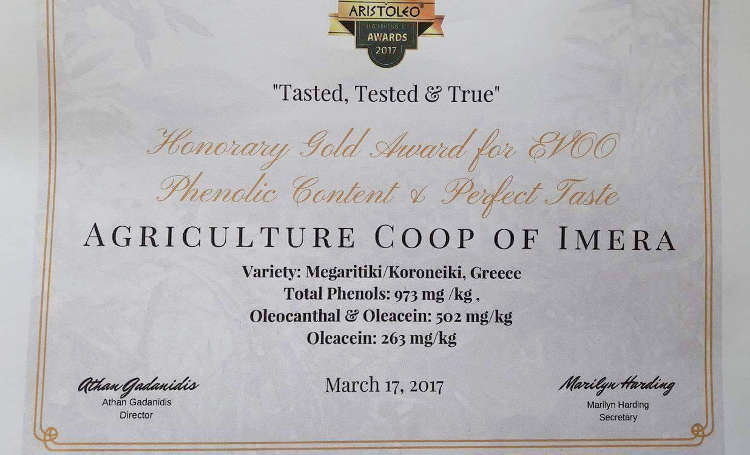 ARISTOLEO®
AWARDS
2017
"Tasted, Tested & True"
Honorary Gold Award for EVOO
Phenolic Content & Perfect Taste
AGRICULTURE COOP OF IMERA
Variety: Megaritiki/Koroneiki, Greece
Total Phenols: 973 mg /kg ,
Oleocanthal & Oleacein: 502 mg/kg
Oleacein: 263 mg/kg
Athan Gadanidis March 17, 2017 Marilyn Harding
Athan Gadanidis Marilyn Harding
Director Secretary